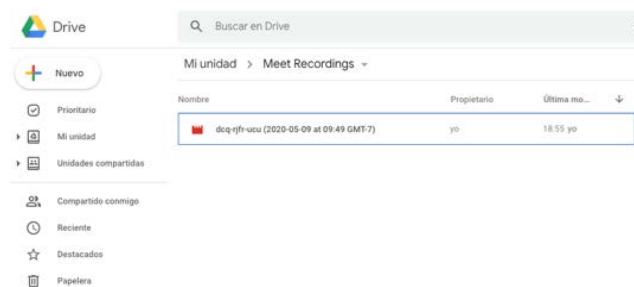 Drive
Buscar en Drive
Nuevo
Mi unidad > Meet Recordings
Prioritario
Mi unidad
Unidades compartidas
Compartido conmigo
Reciente
Destacados
Papelera
Nombre Propietario Última mo...
dcq-rjfr-ucu (2020-05-09 at 09:49 GMT-7) yo 18:55 yo